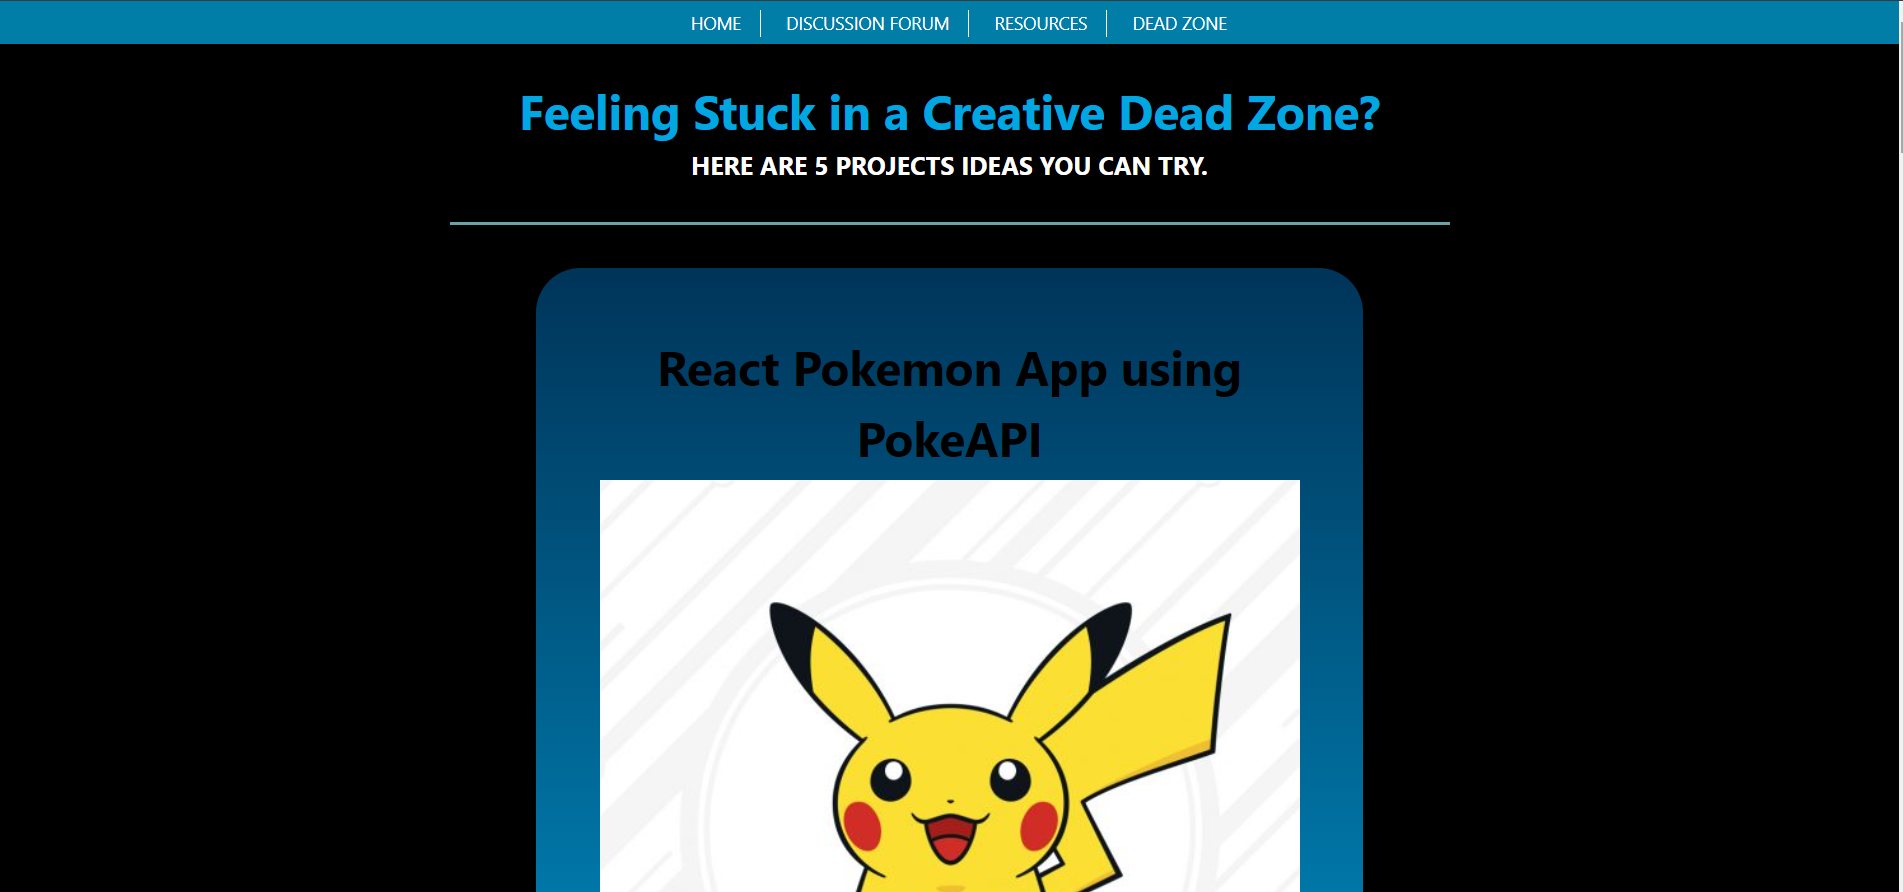 HOME DISCUSSION FORUM RESOURCES DEAD ZONE
Feeling Stuck in a Creative Dead Zone?
HERE ARE 5 PROJECTS IDEAS YOU CAN TRY.
React Pokemon App using
PokeAPI